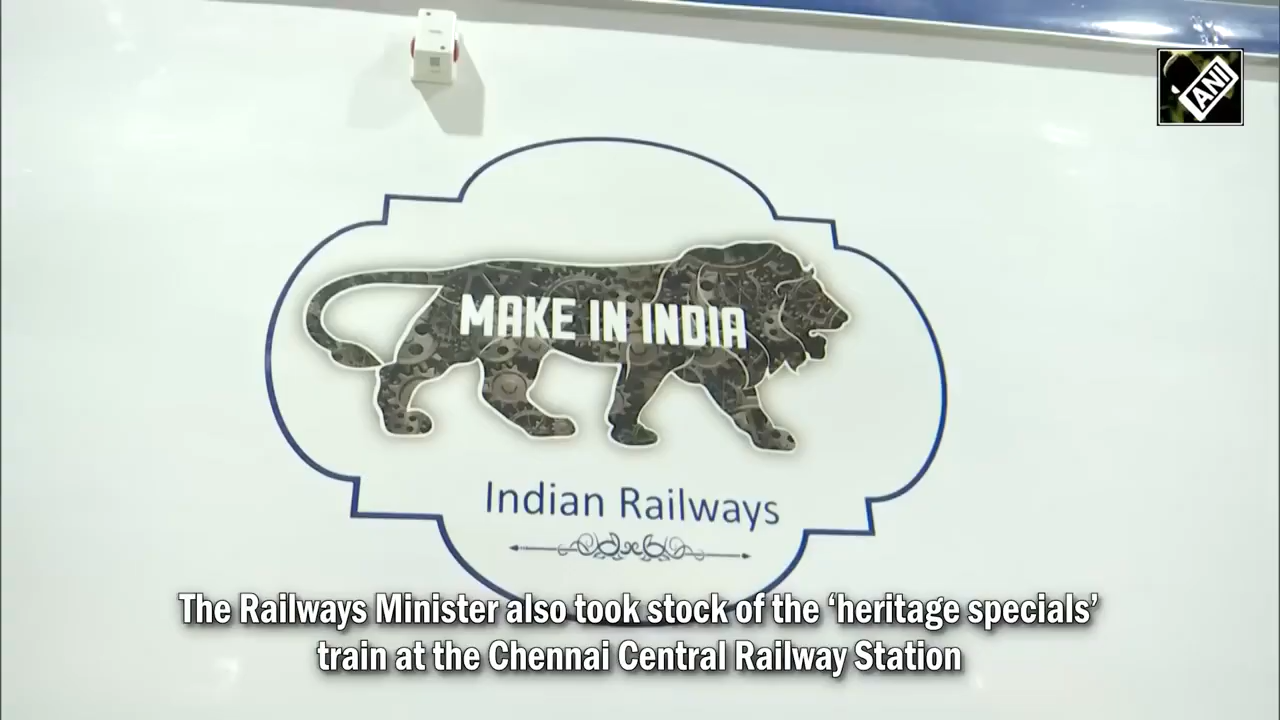 ANI
MAKE IN INDIA
Indian Railways
The Railways Minister also took stock of the ‘heritage specials’
train at the Chennai Central Railway Station